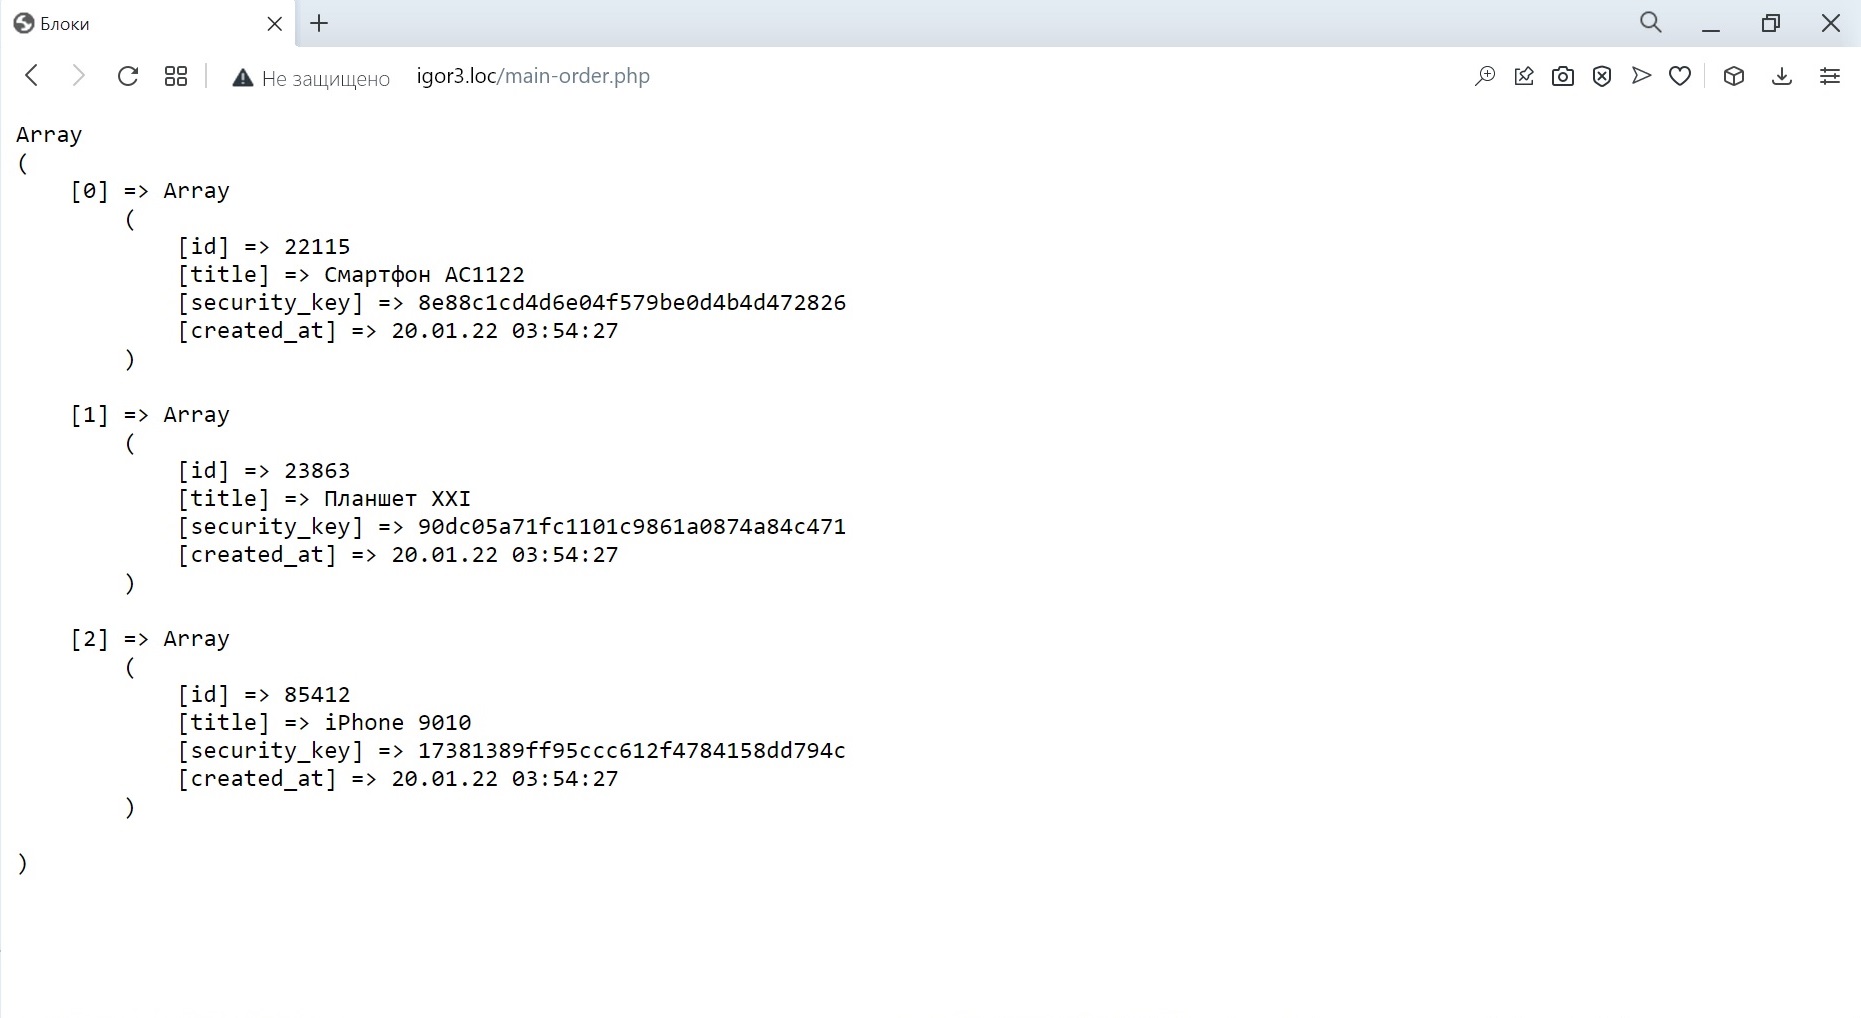 Блоки
Не защищено igor3.loc/main-order.php
Array
(
    [0] => Array
        (
            [id] => 22115
            [title] => Смартфон AC1122
            [security_key] => 8e88c1cd4d6e04f579be0d4b4d472826
            [created_at] => 20.01.22 03:54:27
        )
    [1] => Array
        (
            [id] => 23863
            [title] => Планшет XXI
            [security_key] => 90dc05a71fc1101c9861a0874a84c471
            [created_at] => 20.01.22 03:54:27
        )
    [2] => Array
        (
            [id] => 85412
            [title] => iPhone 9010
            [security_key] => 17381389ff95ccc612f4784158dd794c
            [created_at] => 20.01.22 03:54:27
        )
)